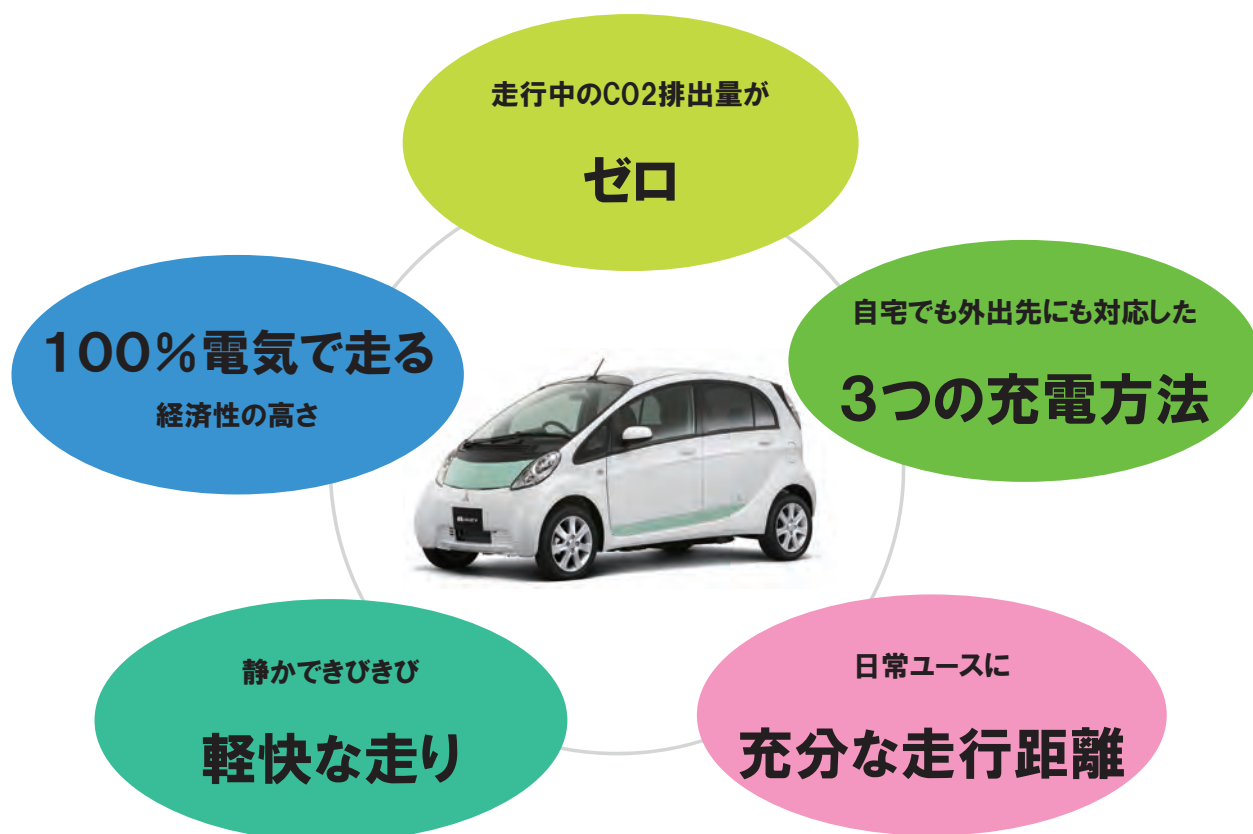 走行中のCO2排出量が
ゼロ
100%電気で走る
経済性の高さ
自宅でも外出先にも対応した
3つの充電方法
静かできびきび
軽快な走り
日常ユースに
充分な走行距離